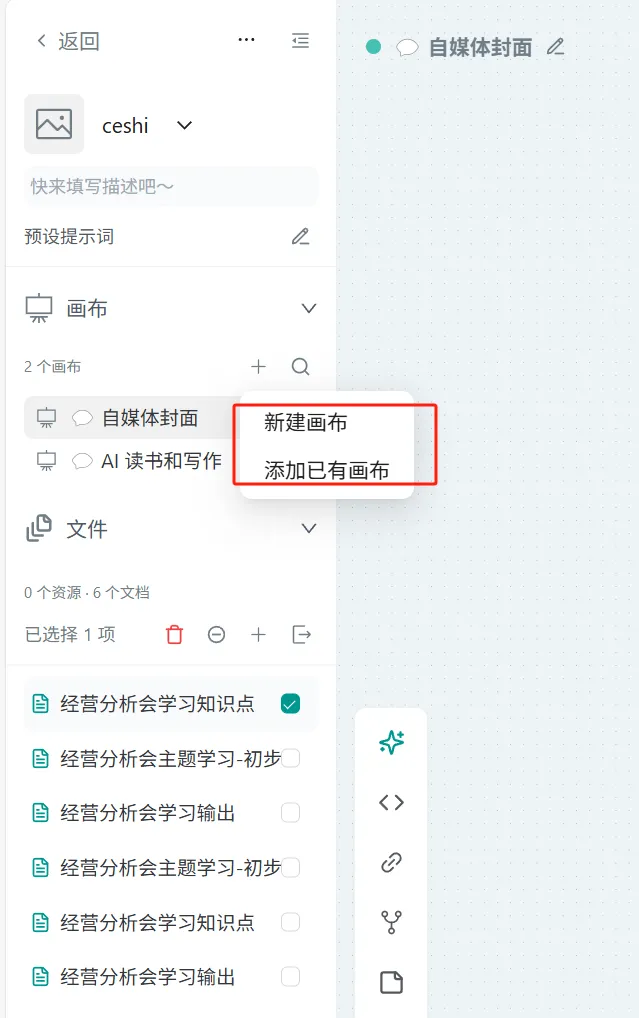 返回
自媒体封面
ceshi
快来填写描述吧～
预设提示词
画布
2 个画布
自媒体封面
新建画布
AI 读书和写作
添加已有画布
文件
0 个资源 · 6 个文档
已选择 1 项
经营分析会学习知识点
经营分析会主题学习-初步
经营分析会学习输出
经营分析会主题学习-初步
经营分析会学习知识点
经营分析会学习输出